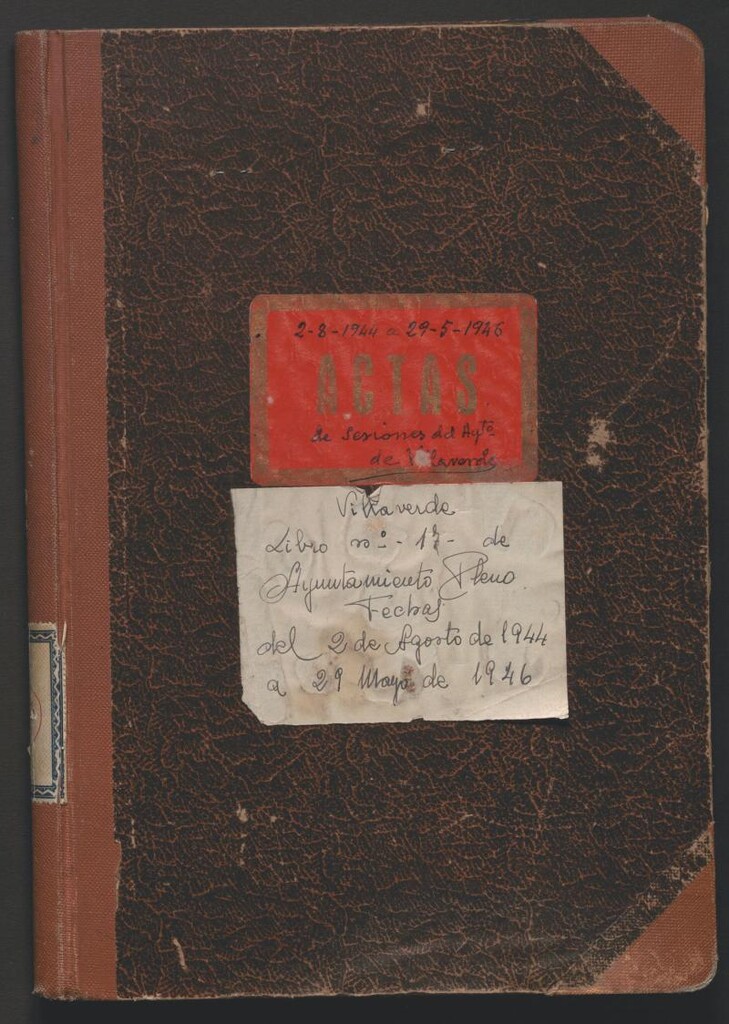 2-8-1944 a 29-5-1946
ACTAS
de Sesiones del Aytº
de Villaverde
Villaverde
Libro nº - 17 - de
Ayuntamiento Pleno
Fechas
del 2 de Agosto de 1944
a 29 Mayo de 1946